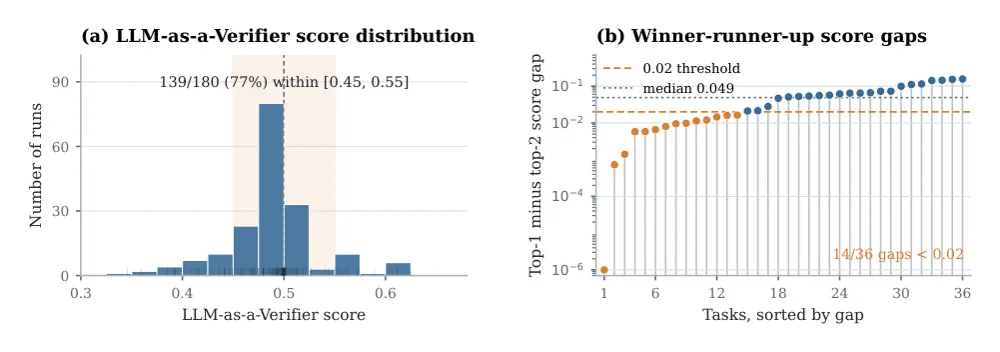 (a) LLM-as-a-Verifier score distribution
139/180 (77%) within [0.45, 0.55]
Number of runs
90
60
30
0
0.3 0.4 0.5 0.6
LLM-as-a-Verifier score
(b) Winner-runner-up score gaps
0.02 threshold
median 0.049
Top-1 minus top-2 score gap
10⁻¹
10⁻²
10⁻⁴
10⁻⁶
14/36 gaps < 0.02
1 6 12 18 24 30 36
Tasks, sorted by gap